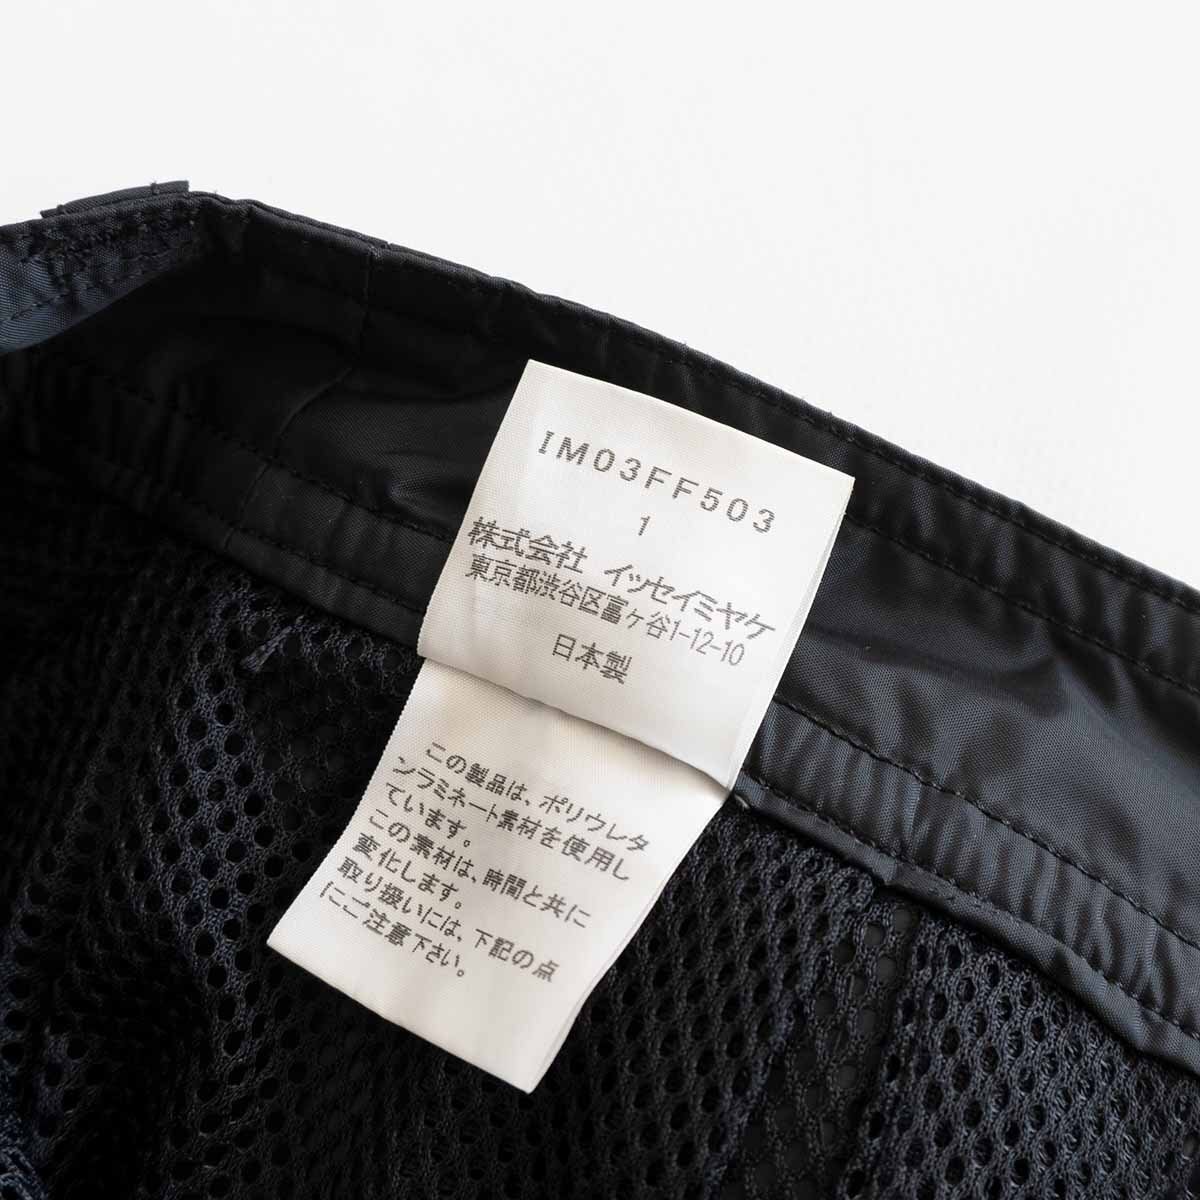 IM03FF503
1
株式会社 イッセイミヤケ
東京都渋谷区富ヶ谷1-12-10
日本製
この製品は、ポリウレタ
ンラミネート素材を使用し
ています。
この素材は、時間と共に
変化します。
取り扱いには、下記の点
にご注意下さい。